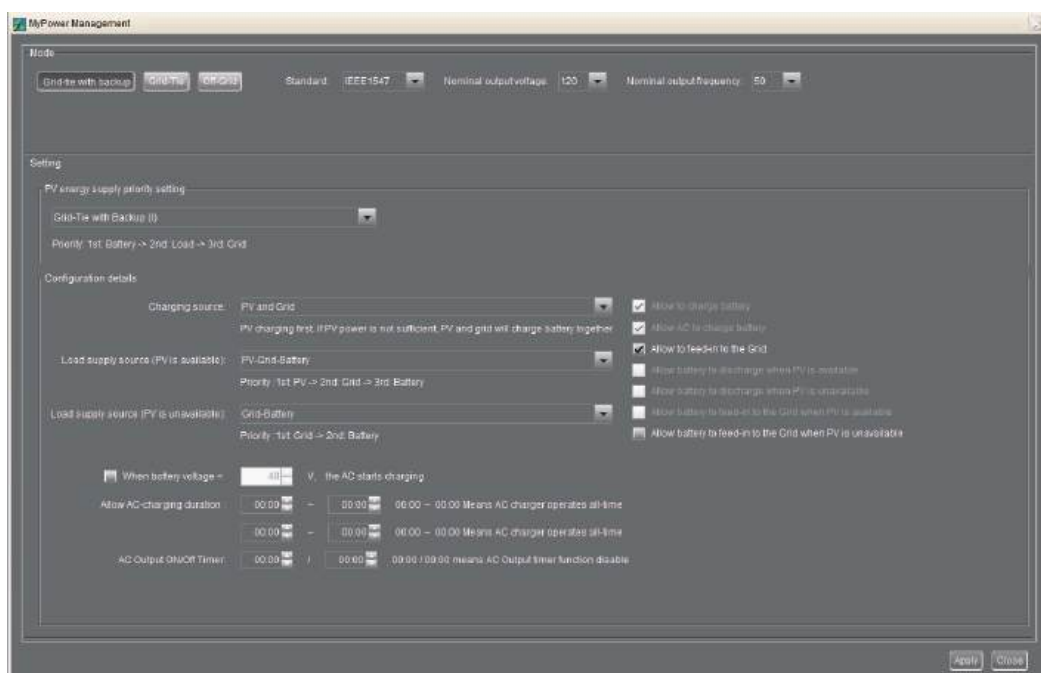 MyPower Management
Mode
Grid-tie with backup Grid-Tie Off-Grid Standard: IEEE1547 Nominal output voltage: 120 Nominal output frequency: 50
Setting
PV energy supply priority setting
Grid-Tie with Backup (I)
Priority: 1st: Battery -> 2nd: Load -> 3rd: Grid
Configuration details
Charging source: PV and Grid
Allow to charge battery
PV charging first, If PV power is not sufficient, PV and grid will charge battery together
Allow AC to charge battery
Allow to feed-in to the Grid
Load supply source (PV is available): PV-Grid-Battery
Allow battery to discharge when PV is available
Priority :1st: PV -> 2nd: Grid -> 3rd: Battery
Allow battery to discharge when PV is unavailable
Load supply source (PV is unavailable): Grid-Battery
Allow battery to feed-in to the Grid when PV is available
Priority :1st: Grid -> 2nd: Battery
Allow battery to feed-in to the Grid when PV is unavailable
When battery voltage < 48 V, the AC starts charging
Allow AC-charging duration: 00:00 ~ 00:00 00:00 ~ 00:00 Means AC charger operates all-time
00:00 ~ 00:00 00:00 ~ 00:00 Means AC charger operates all-time
AC Output ON/Off Timer: 00:00 / 00:00 00:00 / 00:00 means AC Output timer function disable
Apply Close